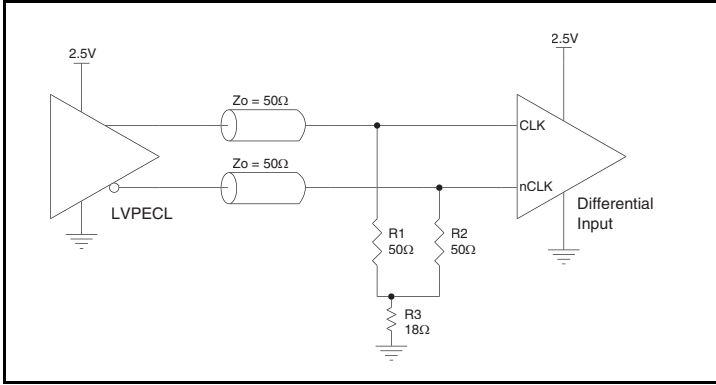 2.5V
2.5V
Zo = 50Ω
CLK
Zo = 50Ω
nCLK
LVPECL
Differential
Input
R1
50Ω
R2
50Ω
R3
18Ω